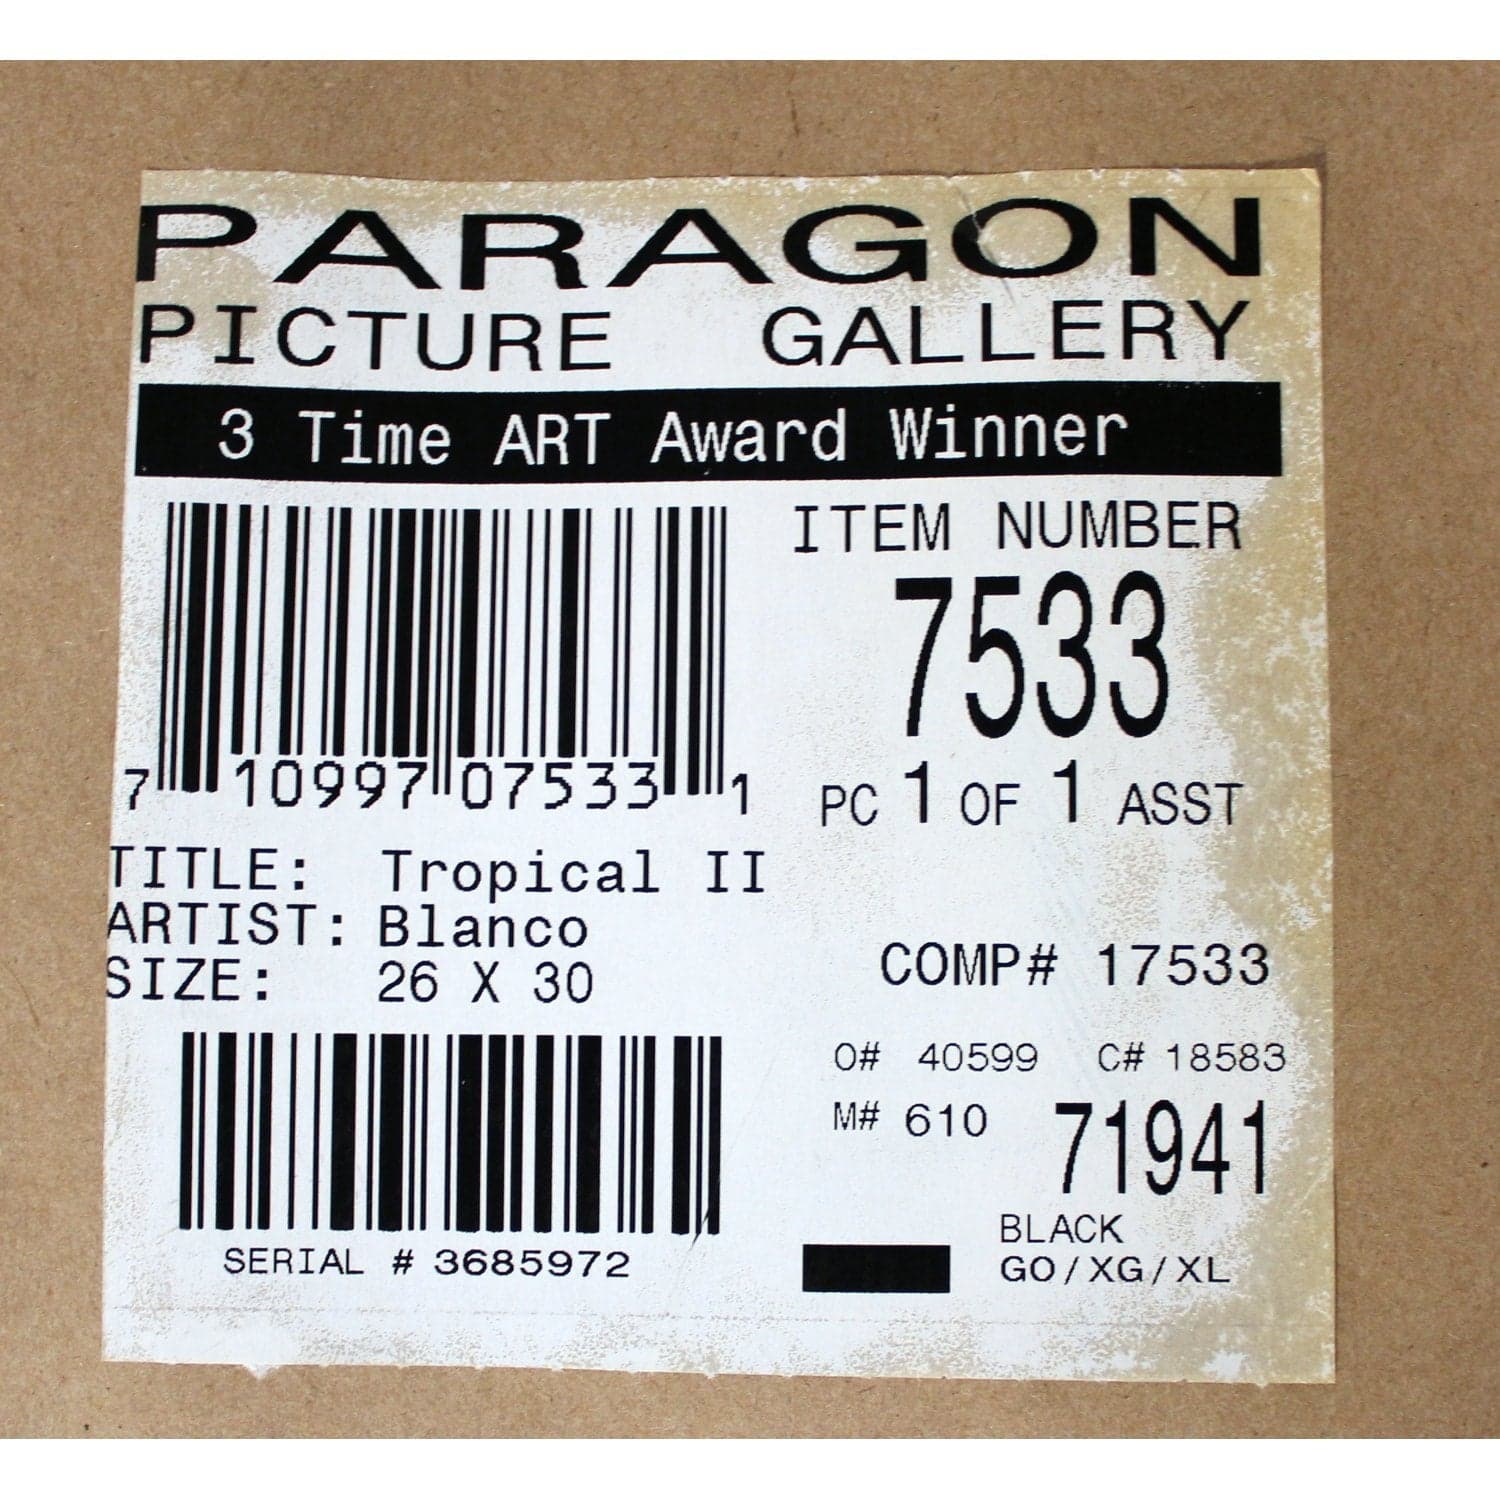 PARAGON
PICTURE GALLERY
3 Time ART Award Winner
ITEM NUMBER
7533
7 10997 07533 1
PC 1 OF 1 ASST
TITLE: Tropical II
ARTIST: Blanco
SIZE: 26 X 30
COMP# 17533
O# 40599 C# 18583
M# 610 71941
BLACK
GO/XG/XL
SERIAL # 3685972